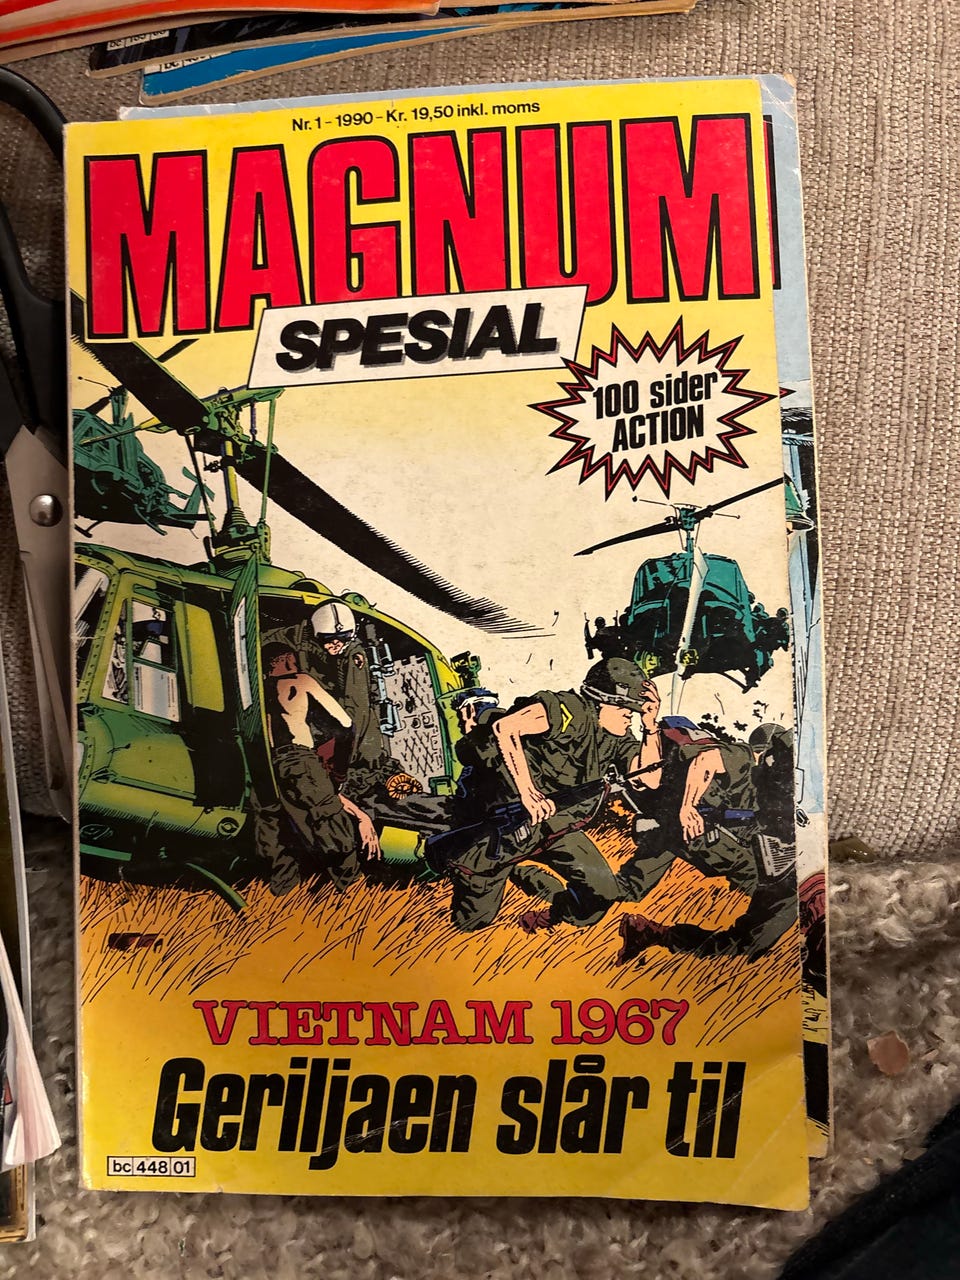 Nr. 1 - 1990 - Kr. 19,50 inkl. moms
MAGNUM
SPESIAL
100 sider
ACTION
VIETNAM 1967
Geriljaen slår til
bc 448 01